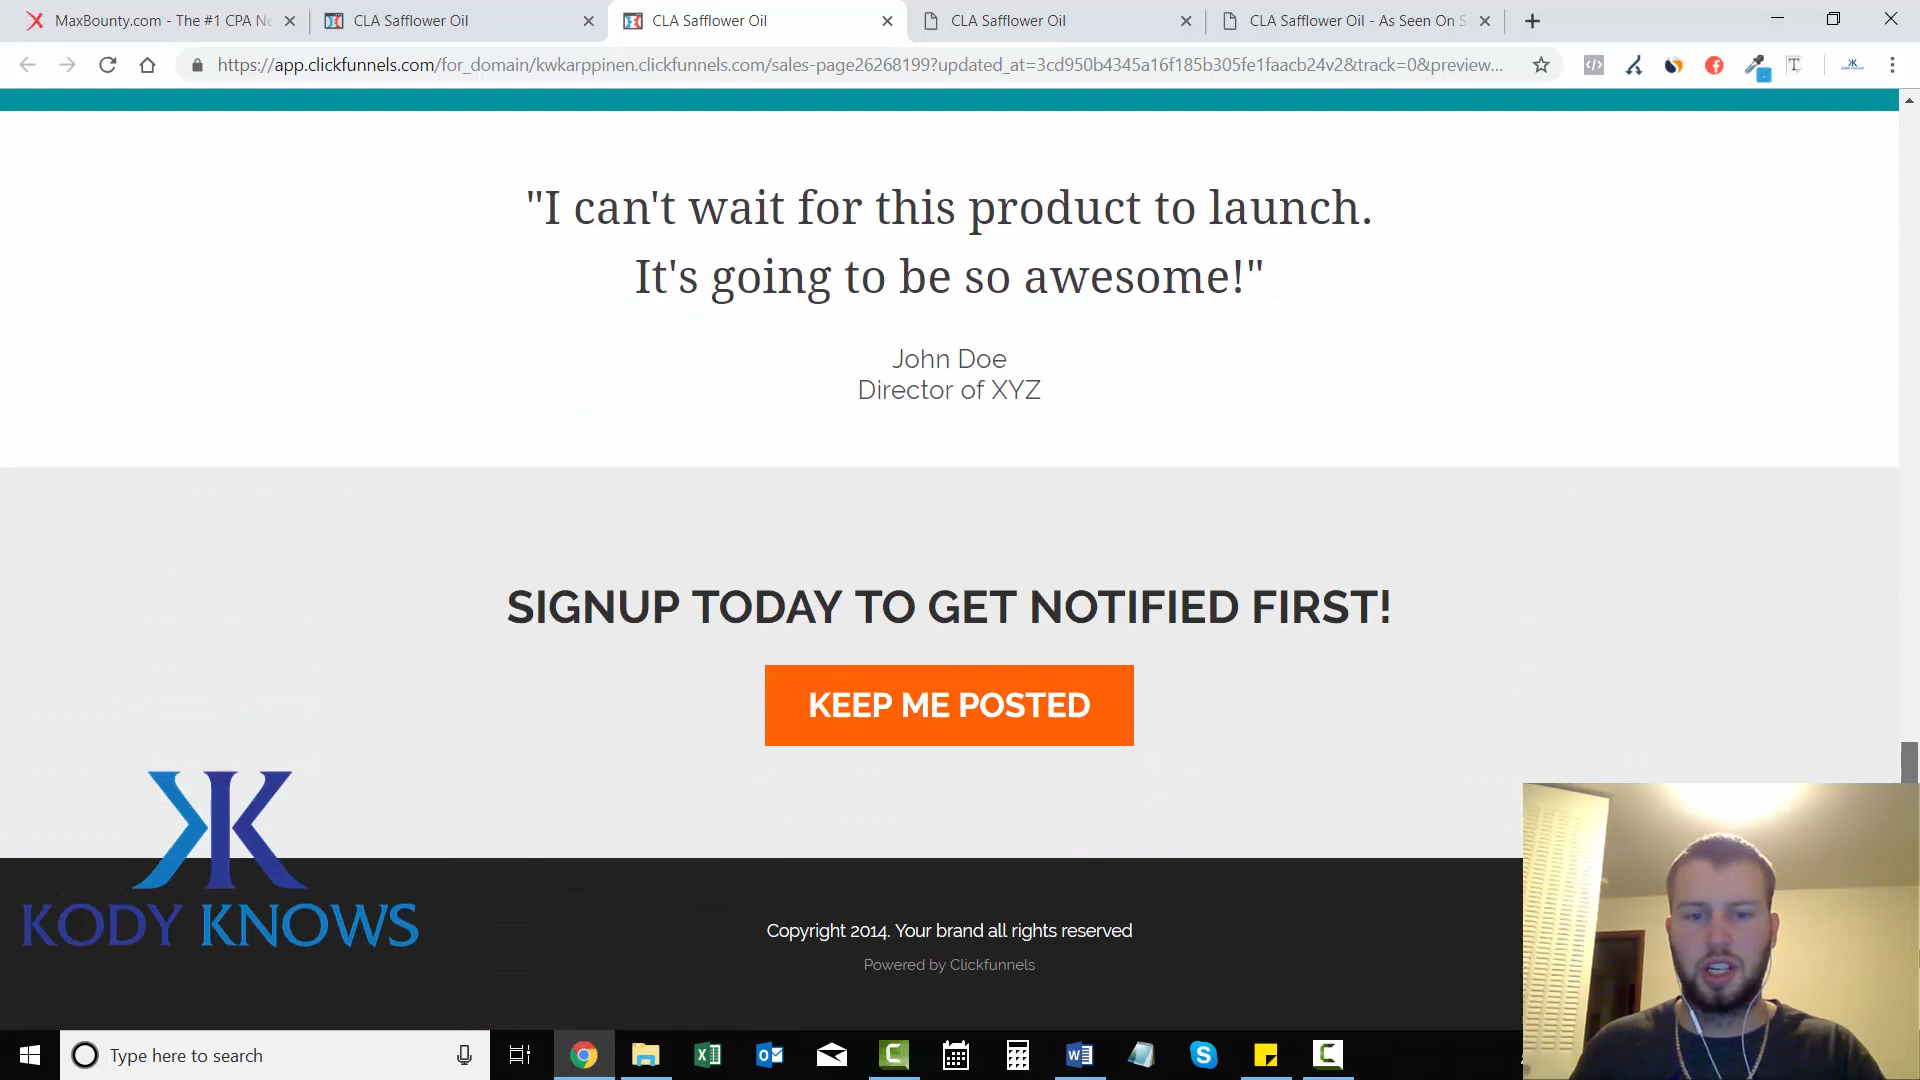 MaxBounty.com - The #1 CPA Ne
CLA Safflower Oil
CLA Safflower Oil
CLA Safflower Oil
CLA Safflower Oil - As Seen On S
https://app.clickfunnels.com/for_domain/kwkarppinen.clickfunnels.com/sales-page26268199?updated_at=3cd950b4345a16f185b305fe1faacb24v2&track=0&preview...
"I can't wait for this product to launch.
It's going to be so awesome!"
John Doe
Director of XYZ
SIGNUP TODAY TO GET NOTIFIED FIRST!
KEEP ME POSTED
KODY KNOWS
Copyright 2014. Your brand all rights reserved
Powered by Clickfunnels
Type here to search